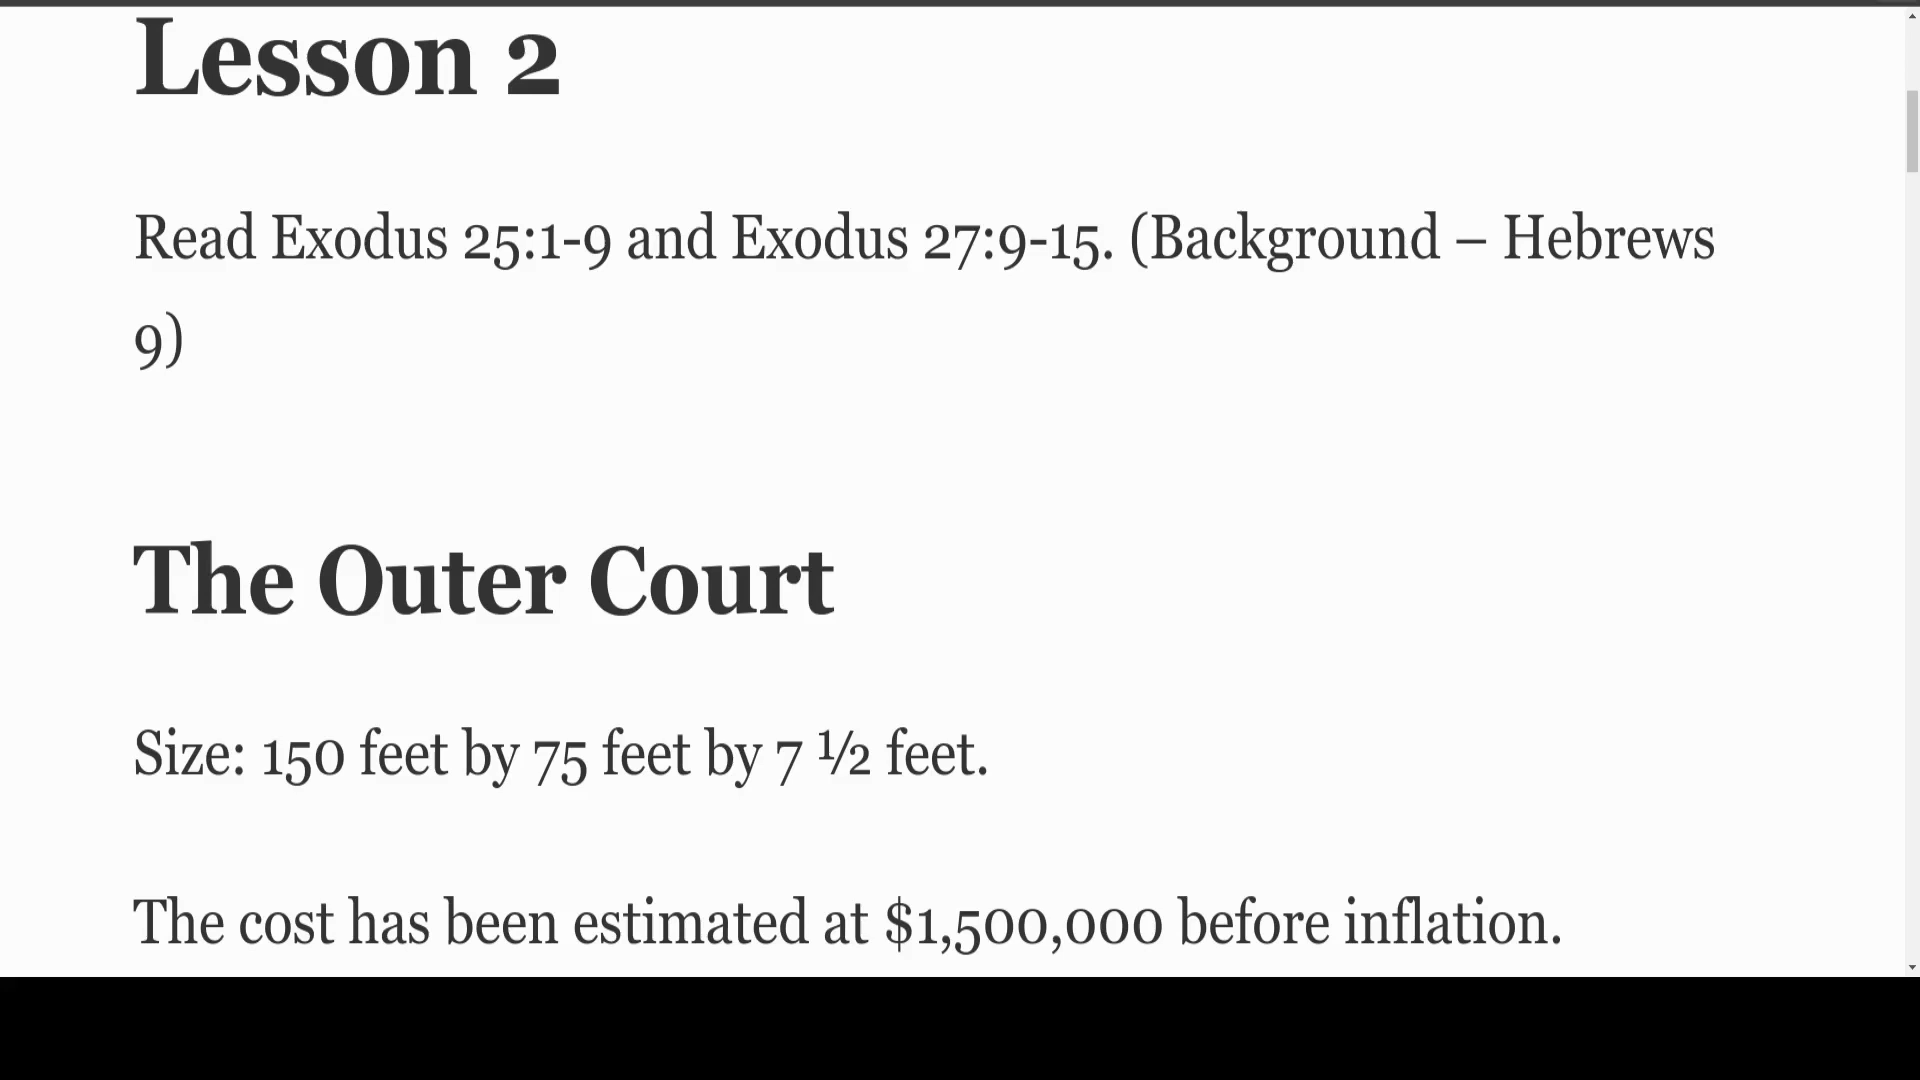 Lesson 2
Read Exodus 25:1-9 and Exodus 27:9-15. (Background – Hebrews
9)
The Outer Court
Size: 150 feet by 75 feet by 7 ½ feet.
The cost has been estimated at $1,500,000 before inflation.